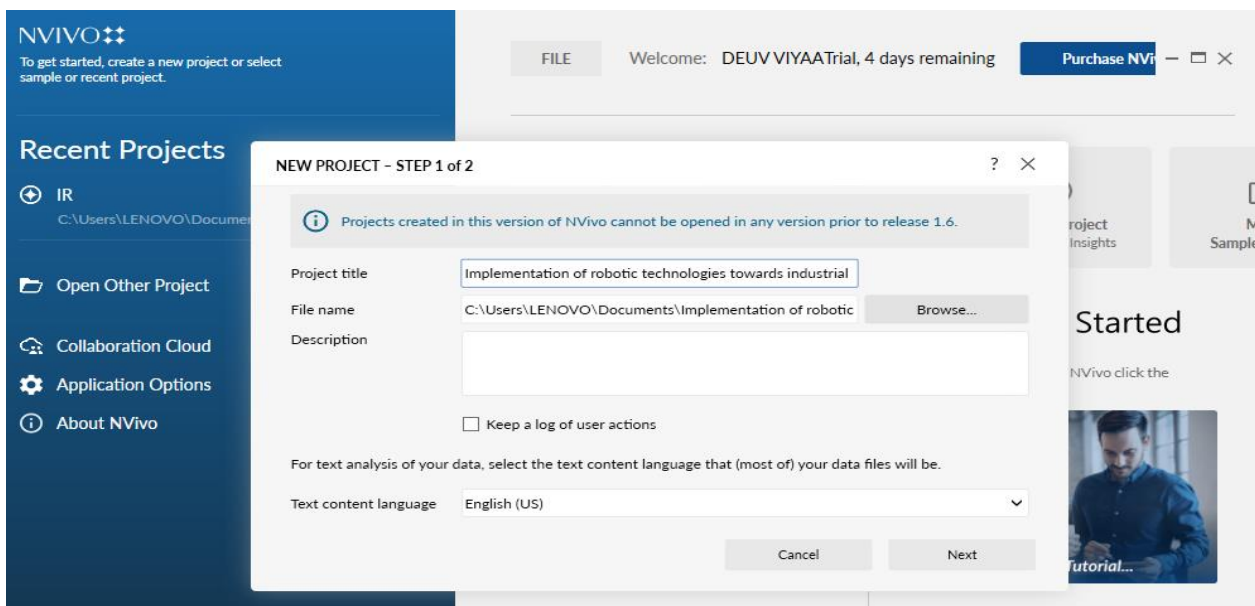 NVIVO
To get started, create a new project or select
sample or recent project.
FILE
Welcome: DEUV VIYAATrial, 4 days remaining
Purchase NVi
Recent Projects
IR
C:\Users\LENOVO\Documen
Open Other Project
Collaboration Cloud
Application Options
About NVivo
NEW PROJECT – STEP 1 of 2
?
Projects created in this version of NVivo cannot be opened in any version prior to release 1.6.
Project title
Implementation of robotic technologies towards industrial
File name
C:\Users\LENOVO\Documents\Implementation of robotic
Browse...
Description
Keep a log of user actions
For text analysis of your data, select the text content language that (most of) your data files will be.
Text content language
English (US)
Cancel
Next
roject
Insights
M
Sample
Started
NVivo click the
Tutorial...